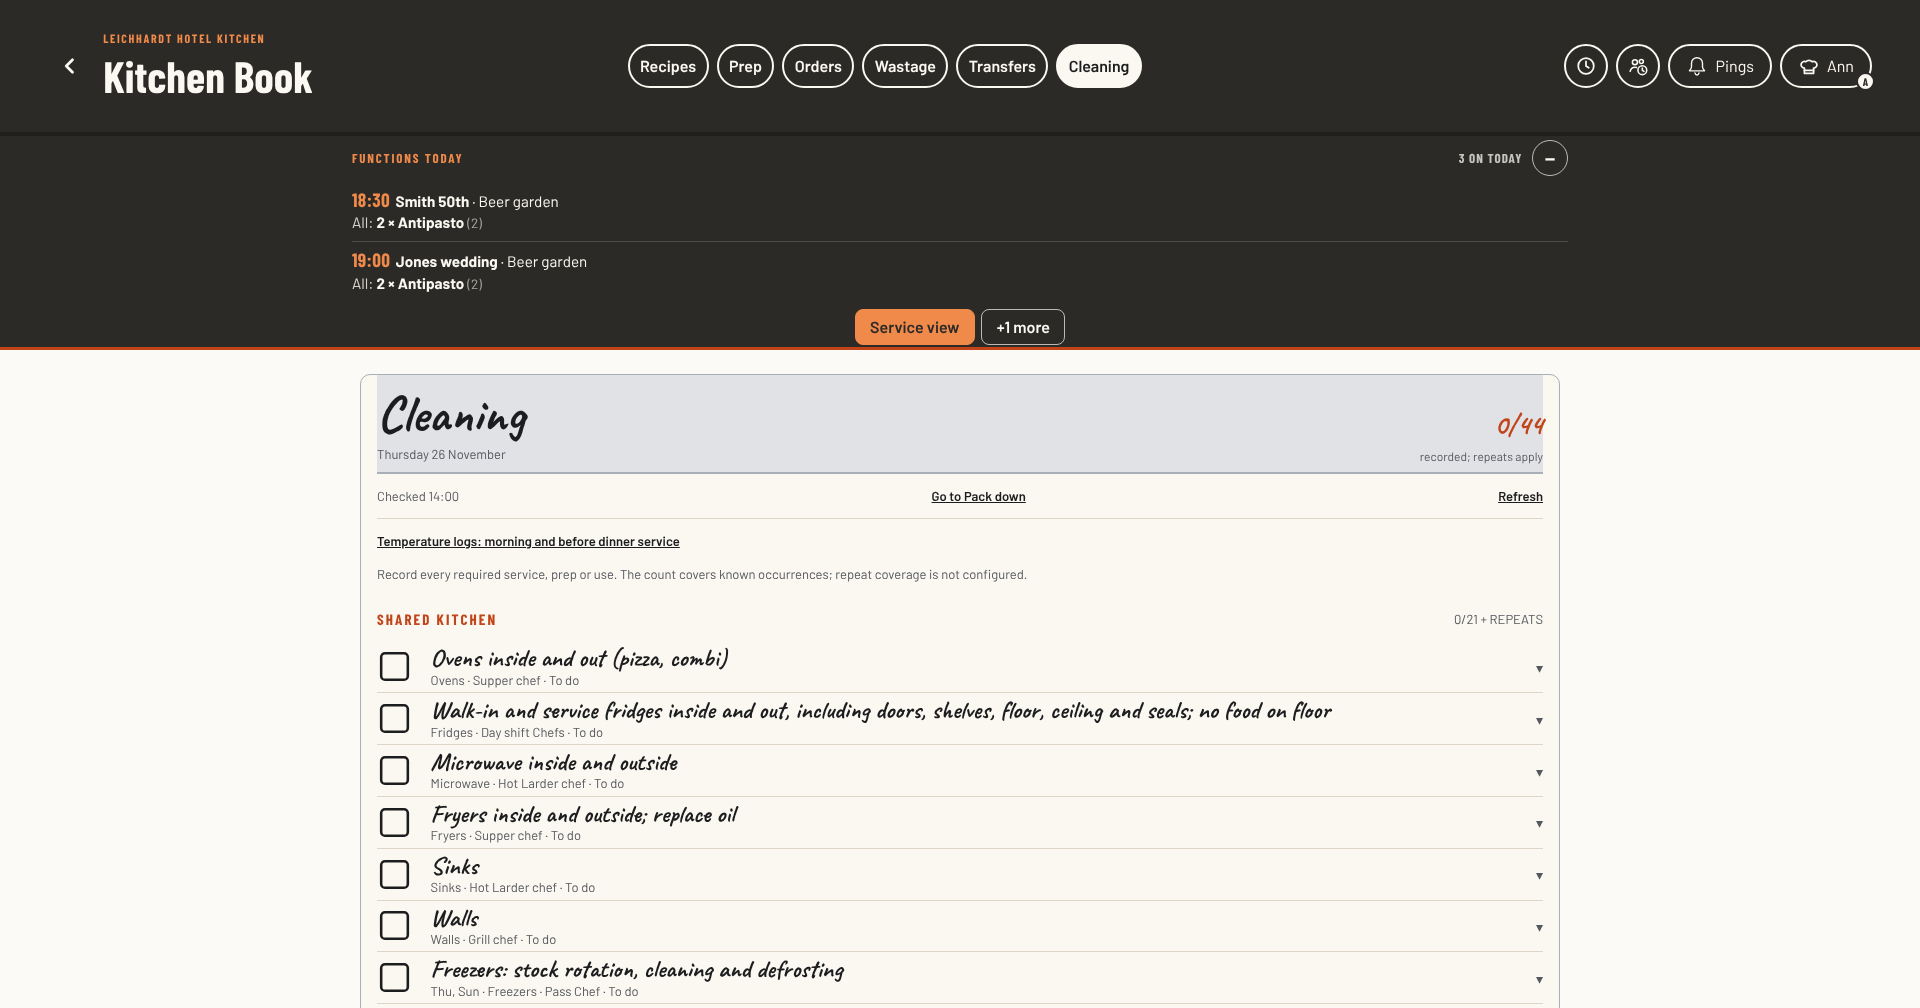 LEICHHARDT HOTEL KITCHEN
Kitchen Book
Recipes
Prep
Orders
Wastage
Transfers
Cleaning
Pings
Ann
A
FUNCTIONS TODAY
3 ON TODAY
18:30 Smith 50th · Beer garden
All: 2 × Antipasto (2)
19:00 Jones wedding · Beer garden
All: 2 × Antipasto (2)
Service view
+1 more
Cleaning
0/44
Thursday 26 November
recorded; repeats apply
Checked 14:00
Go to Pack down
Refresh
Temperature logs: morning and before dinner service
Record every required service, prep or use. The count covers known occurrences; repeat coverage is not configured.
SHARED KITCHEN
0/21 + REPEATS
Ovens inside and out (pizza, combi)
Ovens · Supper chef · To do
Walk-in and service fridges inside and out, including doors, shelves, floor, ceiling and seals; no food on floor
Fridges · Day shift Chefs · To do
Microwave inside and outside
Microwave · Hot Larder chef · To do
Fryers inside and outside; replace oil
Fryers · Supper chef · To do
Sinks
Sinks · Hot Larder chef · To do
Walls
Walls · Grill chef · To do
Freezers: stock rotation, cleaning and defrosting
Thu, Sun · Freezers · Pass Chef · To do